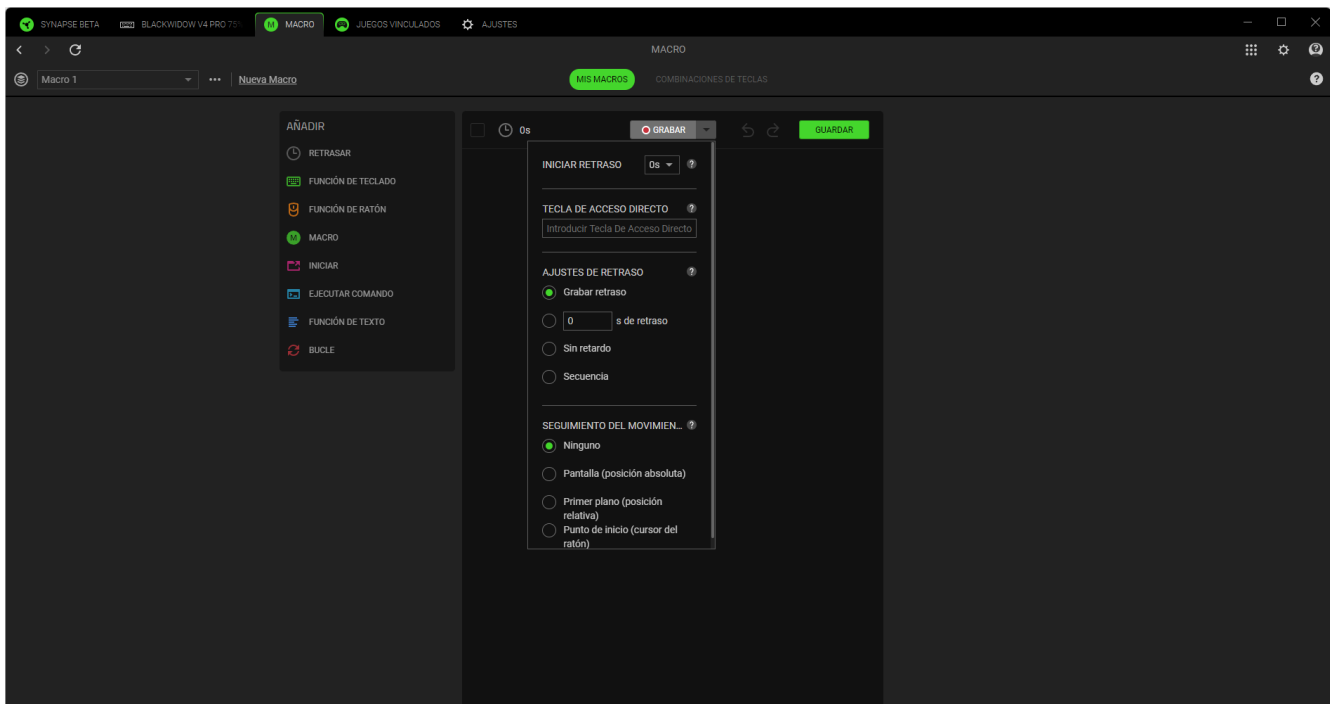 SYNAPSE BETA
BLACKWIDOW V4 PRO 75%
MACRO
JUEGOS VINCULADOS
AJUSTES
MACRO
Macro 1
Nueva Macro
MIS MACROS
COMBINACIONES DE TECLAS
AÑADIR
RETRASAR
FUNCIÓN DE TECLADO
FUNCIÓN DE RATÓN
M MACRO
INICIAR
EJECUTAR COMANDO
FUNCIÓN DE TEXTO
BUCLE
0s
GRABAR
GUARDAR
INICIAR RETRASO 0s
TECLA DE ACCESO DIRECTO
Introducir Tecla De Acceso Directo
AJUSTES DE RETRASO
Grabar retraso
0 s de retraso
Sin retardo
Secuencia
SEGUIMIENTO DEL MOVIMIEN...
Ninguno
Pantalla (posición absoluta)
Primer plano (posición
relativa)
Punto de inicio (cursor del
ratón)